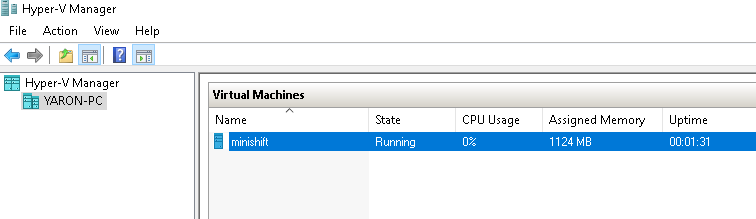 Hyper-V Manager
File Action View Help
Hyper-V Manager
YARON-PC
Virtual Machines
Name State CPU Usage Assigned Memory Uptime
minishift Running 0% 1124 MB 00:01:31